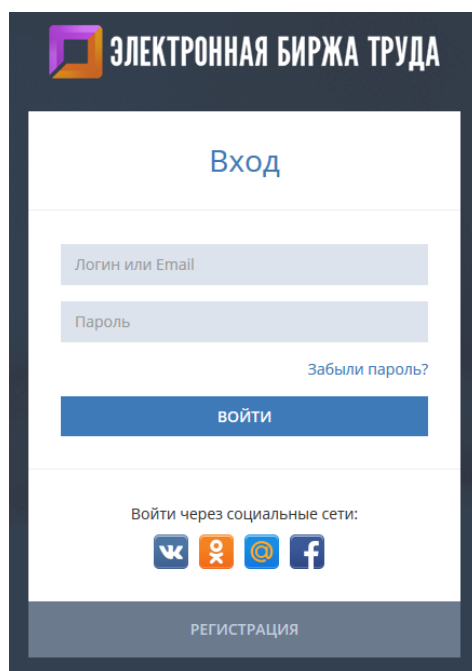 ЭЛЕКТРОННАЯ БИРЖА ТРУДА
Вход
Логин или Email
Пароль
Забыли пароль?
ВОЙТИ
Войти через социальные сети:
РЕГИСТРАЦИЯ